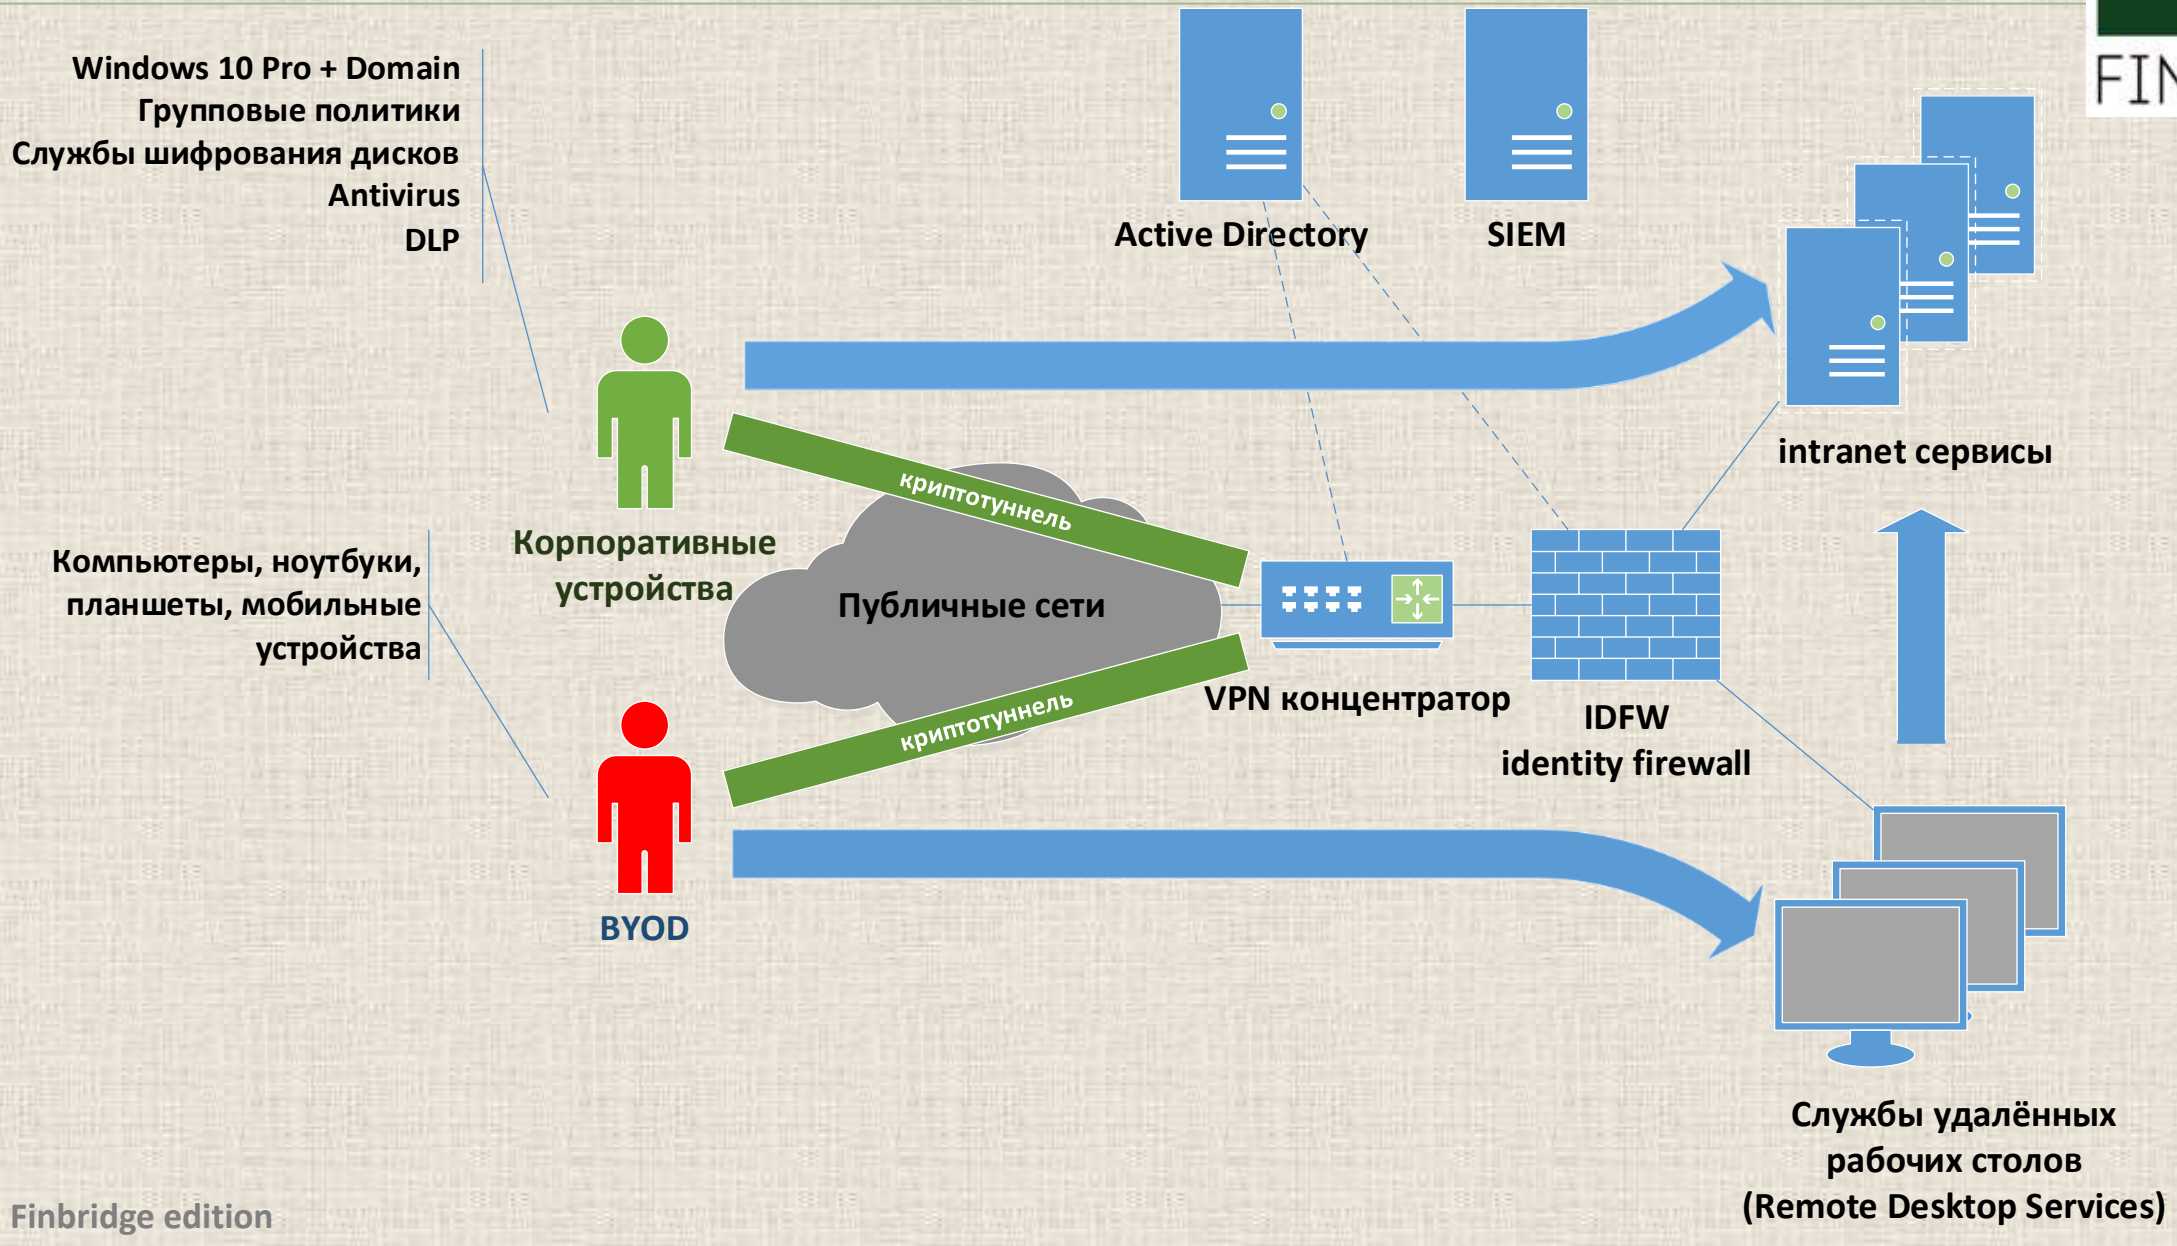 FIN
Windows 10 Pro + Domain
Групповые политики
Службы шифрования дисков
Antivirus
DLP
Active Directory
SIEM
intranet сервисы
Корпоративные
устройства
криптотуннель
Публичные сети
криптотуннель
Компьютеры, ноутбуки,
планшеты, мобильные
устройства
VPN концентратор
IDFW
identity firewall
BYOD
Службы удалённых
рабочих столов
(Remote Desktop Services)
Finbridge edition